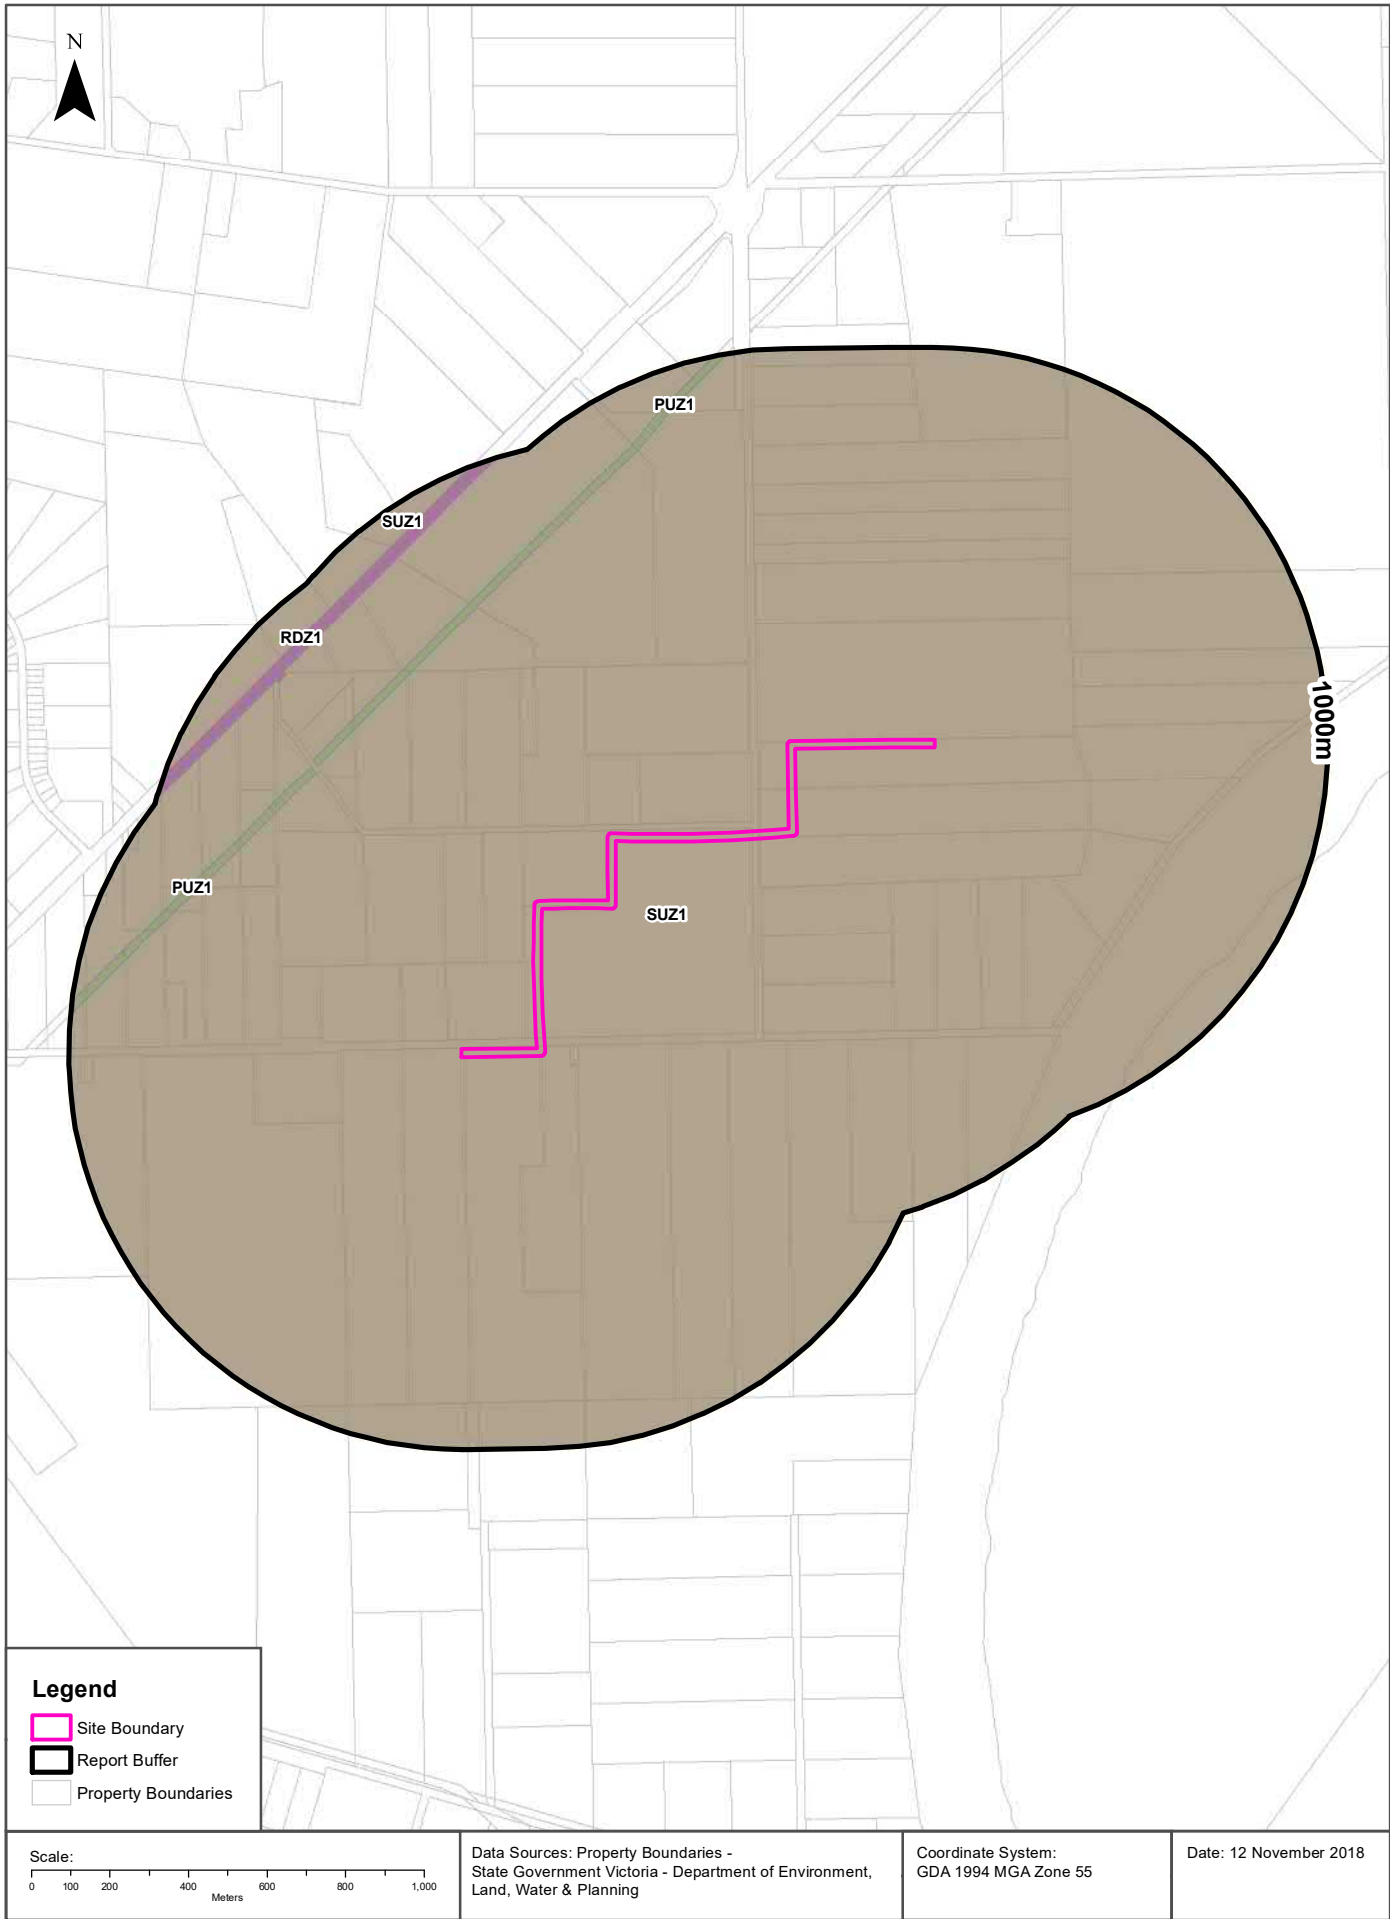 N
PUZ1
SUZ1
RDZ1
1000m
PUZ1
SUZ1
Legend
Site Boundary
Report Buffer
Property Boundaries
Scale:
0 100 200 400 600 800 1,000
Meters
Data Sources: Property Boundaries -
State Government Victoria - Department of Environment,
Land, Water & Planning
Coordinate System:
GDA 1994 MGA Zone 55
Date: 12 November 2018